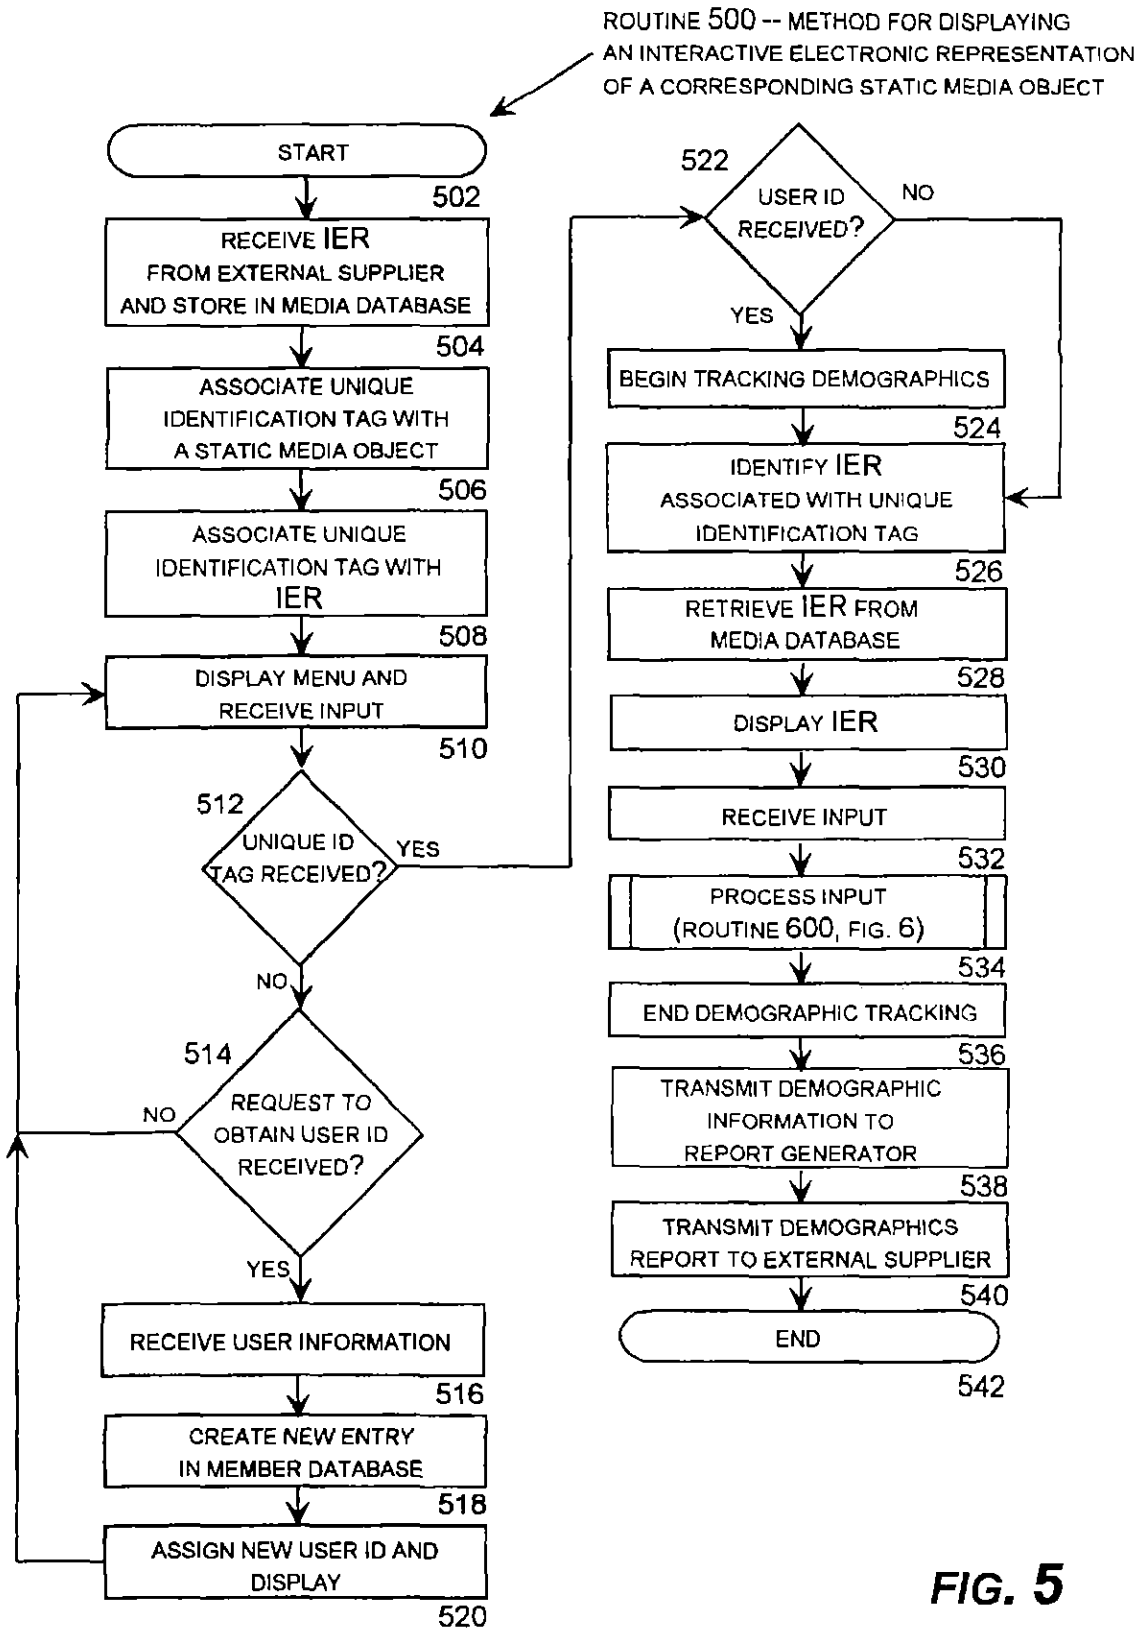 ROUTINE 500 -- METHOD FOR DISPLAYING
AN INTERACTIVE ELECTRONIC REPRESENTATION
OF A CORRESPONDING STATIC MEDIA OBJECT
START
502
RECEIVE IER
FROM EXTERNAL SUPPLIER
AND STORE IN MEDIA DATABASE
504
ASSOCIATE UNIQUE
IDENTIFICATION TAG WITH
A STATIC MEDIA OBJECT
506
ASSOCIATE UNIQUE
IDENTIFICATION TAG WITH
IER
508
DISPLAY MENU AND
RECEIVE INPUT
510
512
UNIQUE ID
TAG RECEIVED?
YES
NO
514
REQUEST TO
OBTAIN USER ID
RECEIVED?
NO
YES
RECEIVE USER INFORMATION
516
CREATE NEW ENTRY
IN MEMBER DATABASE
518
ASSIGN NEW USER ID AND
DISPLAY
520
522
USER ID
RECEIVED?
NO
YES
BEGIN TRACKING DEMOGRAPHICS
524
IDENTIFY IER
ASSOCIATED WITH UNIQUE
IDENTIFICATION TAG
526
RETRIEVE IER FROM
MEDIA DATABASE
528
DISPLAY IER
530
RECEIVE INPUT
532
PROCESS INPUT
(ROUTINE 600, FIG. 6)
534
END DEMOGRAPHIC TRACKING
536
TRANSMIT DEMOGRAPHIC
INFORMATION TO
REPORT GENERATOR
538
TRANSMIT DEMOGRAPHICS
REPORT TO EXTERNAL SUPPLIER
540
END
542
FIG. 5